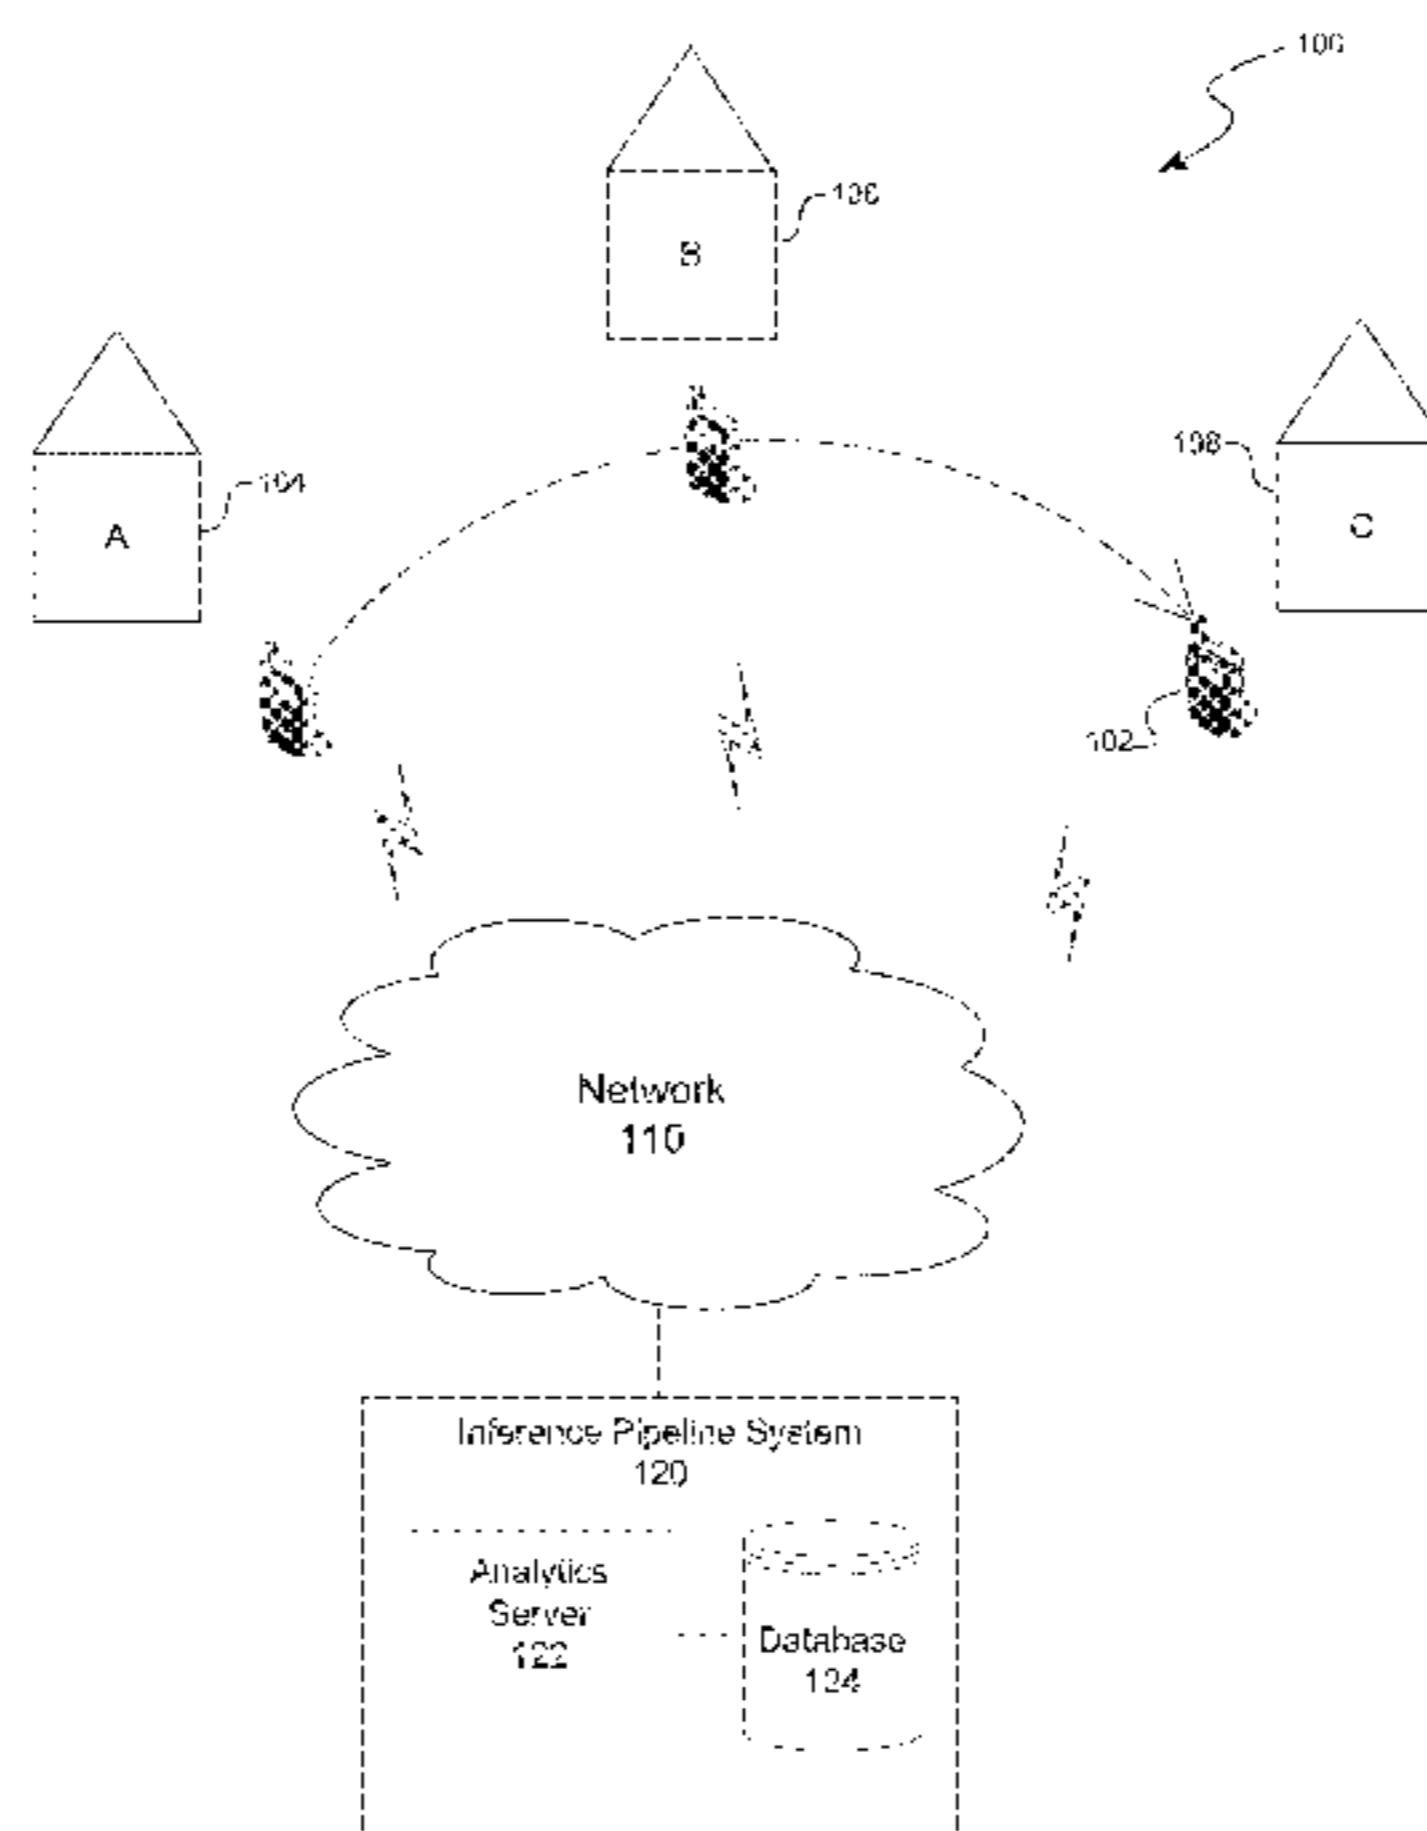 100
106
B
108
104
A
C
102
Network
110
Inference Pipeline System
120
Analytics
Server
122
Database
124